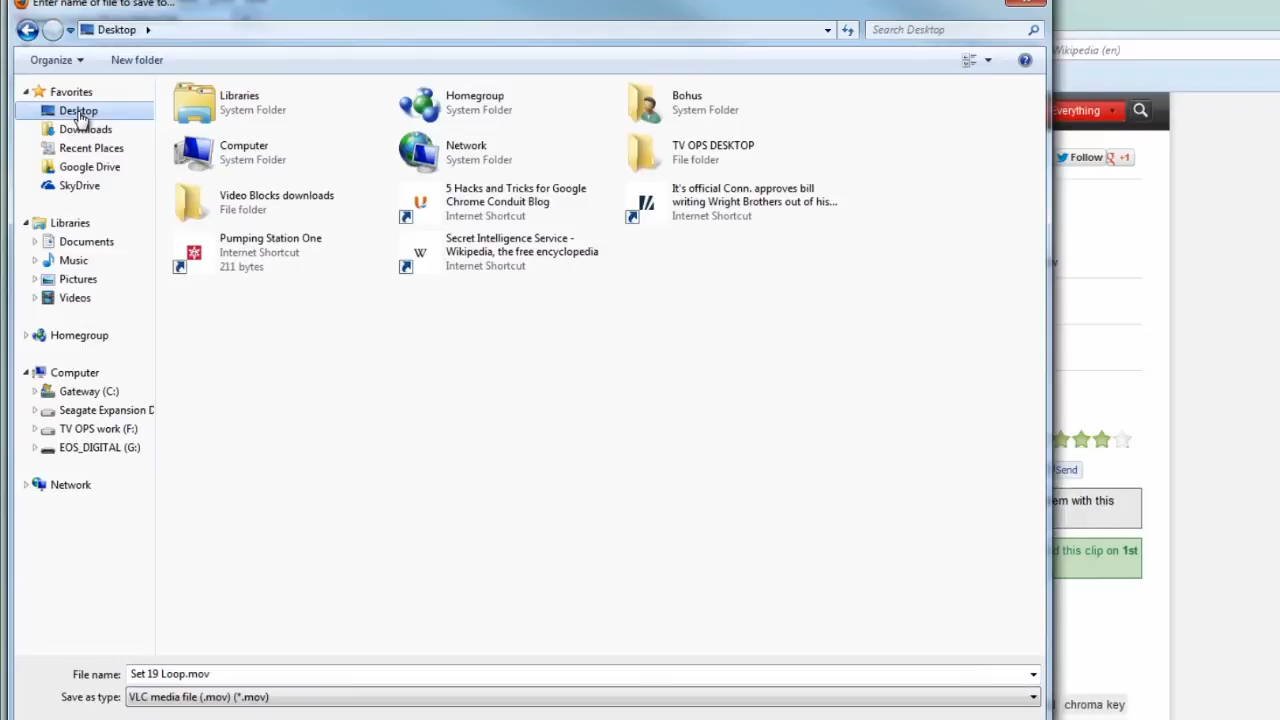 Enter name of file to save to...
Desktop
Search Desktop
Wikipedia (en)
Organize
New folder
Favorites
Desktop
Downloads
Recent Places
Google Drive
SkyDrive
Libraries
Documents
Music
Pictures
Videos
Homegroup
Computer
Gateway (C:)
Seagate Expansion D
TV OPS work (F:)
EOS_DIGITAL (G:)
Network
Libraries
System Folder
Homegroup
System Folder
Bohus
System Folder
Computer
System Folder
Network
System Folder
TV OPS DESKTOP
File folder
Video Blocks downloads
File folder
5 Hacks and Tricks for Google
Chrome Conduit Blog
Internet Shortcut
It's official Conn. approves bill
writing Wright Brothers out of his...
Internet Shortcut
Pumping Station One
Internet Shortcut
211 bytes
W
Secret Intelligence Service -
Wikipedia, the free encyclopedia
Internet Shortcut
Everything
Follow
+1
Send
em with this
d this clip on 1st
chroma key
File name:
Set 19 Loop.mov
Save as type:
VLC media file (.mov) (*.mov)